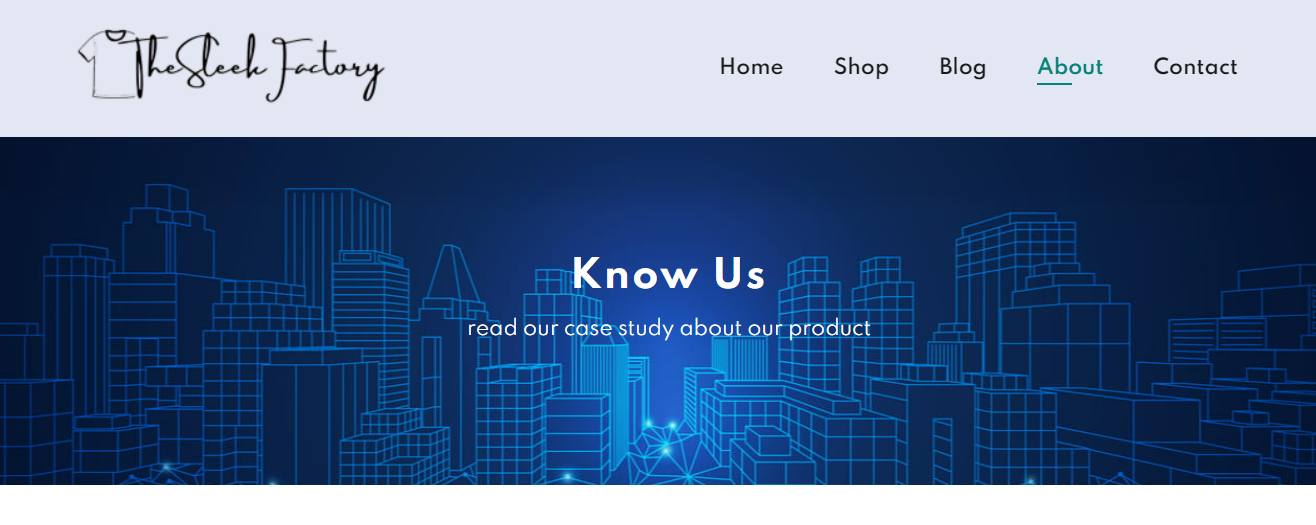 TheSleek Factory
Home Shop Blog About Contact
Know Us
read our case study about our product